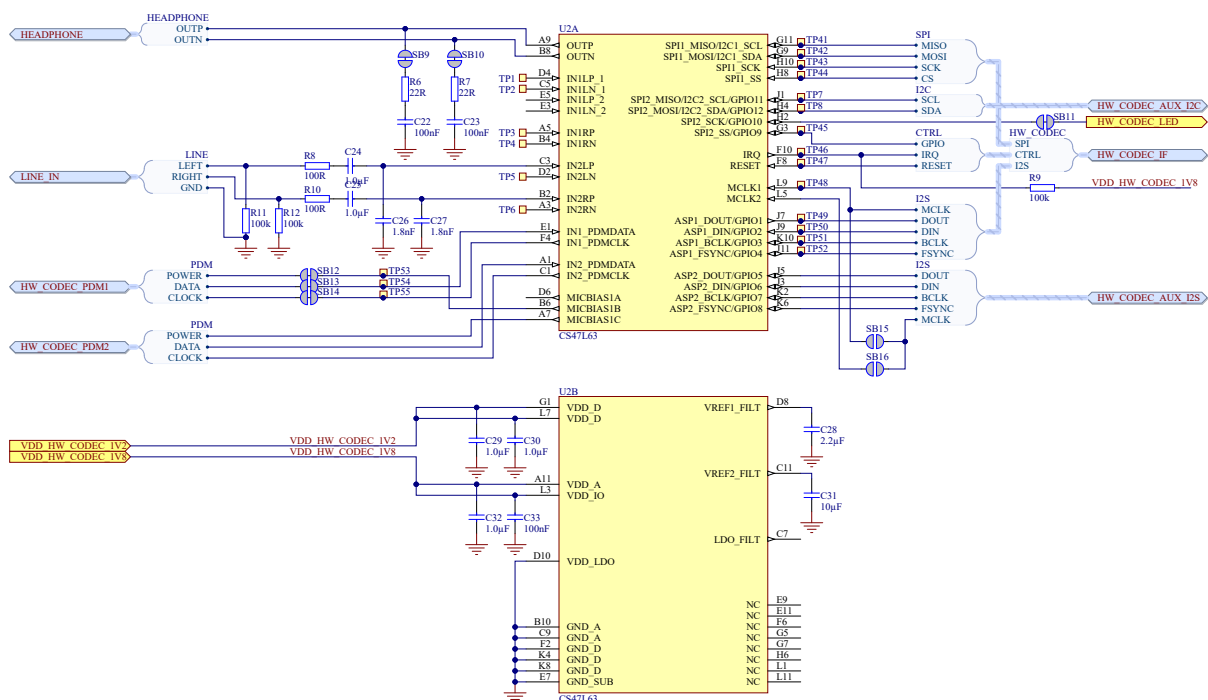 HEADPHONE
HEADPHONE
OUTP
OUTN
SB9
SB10
R6
22R
R7
22R
C22
100nF
C23
100nF
LINE_IN
LINE
LEFT
RIGHT
GND
R8
100R
C24
1.0µF
R10
100R
C25
1.0µF
R11
100k
R12
100k
C26
1.8nF
C27
1.8nF
HW_CODEC_PDM1
PDM
POWER
DATA
CLOCK
SB12
SB13
SB14
TP53
TP54
TP55
HW_CODEC_PDM2
PDM
POWER
DATA
CLOCK
TP1
TP2
TP3
TP4
TP5
TP6
U2A
A9 OUTP
B8 OUTN
D4 IN1LP_1
C5 IN1LN_1
E5 IN1LP_2
E3 IN1LN_2
A5 IN1RP
B4 IN1RN
C3 IN2LP
D2 IN2LN
B2 IN2RP
A3 IN2RN
E1 IN1_PDMDATA
F4 IN1_PDMCLK
A1 IN2_PDMDATA
C1 IN2_PDMCLK
D6 MICBIAS1A
B6 MICBIAS1B
A7 MICBIAS1C
SPI1_MISO/I2C1_SCL G11 TP41
SPI1_MOSI/I2C1_SDA G9 TP42
SPI1_SCK H10 TP43
SPI1_SS H8 TP44
SPI2_MISO/I2C2_SCL/GPIO11 J1 TP7
SPI2_MOSI/I2C2_SDA/GPIO12 H4 TP8
SPI2_SCK/GPIO10 H2
SPI2_SS/GPIO9 G3 TP45
IRQ F10 TP46
RESET F8 TP47
MCLK1 L9 TP48
MCLK2 L5
ASP1_DOUT/GPIO1 J7 TP49
ASP1_DIN/GPIO2 J9 TP50
ASP1_BCLK/GPIO3 K10 TP51
ASP1_FSYNC/GPIO4 J11 TP52
ASP2_DOUT/GPIO5 J5
ASP2_DIN/GPIO6 J3
ASP2_BCLK/GPIO7 K2
ASP2_FSYNC/GPIO8 K6
CS47L63
SPI
MISO
MOSI
SCK
CS
I2C
SCL
SDA
HW_CODEC_AUX_I2C
SB11
HW_CODEC_LED
CTRL
GPIO
IRQ
RESET
HW_CODEC
SPI
CTRL
I2S
HW_CODEC_IF
R9
100k
VDD_HW_CODEC_1V8
I2S
MCLK
DOUT
DIN
BCLK
FSYNC
I2S
DOUT
DIN
BCLK
FSYNC
MCLK
HW_CODEC_AUX_I2S
SB15
SB16
VDD_HW_CODEC_1V2
VDD_HW_CODEC_1V8
VDD_HW_CODEC_1V2
VDD_HW_CODEC_1V8
C29
1.0µF
C30
1.0µF
C32
1.0µF
C33
100nF
U2B
G1 VDD_D
L7 VDD_D
A11 VDD_A
L3 VDD_IO
D10 VDD_LDO
B10 GND_A
C9 GND_A
F2 GND_D
K4 GND_D
K8 GND_D
E7 GND_SUB
VREF1_FILT D8
C28
2.2µF
VREF2_FILT C11
C31
10µF
LDO_FILT C7
NC E9
NC E11
NC F6
NC G5
NC G7
NC H6
NC L1
NC L11
CS47L63